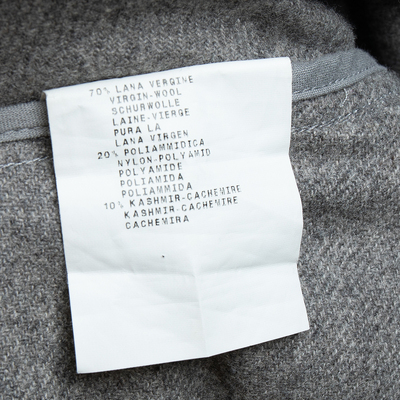 70% LANA VERGINE
VIRGIN-WOOL
SCHURWOLLE
LAINE-VIERGE
PURA LA
LANA VIRGEN
20% POLIAMMIDICA
NYLON-POLYAMID
POLYAMIDE
POLIAMIDA
POLIAMMIDA
10% KASHMIR-CACHEMIRE
KASHMIR-CACHEMIRE
CACHEMIRA